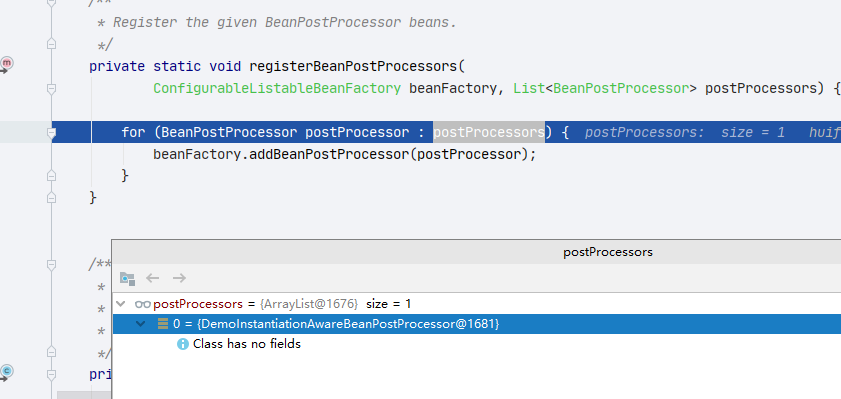 /**
* Register the given BeanPostProcessor beans.
*/
private static void registerBeanPostProcessors(
ConfigurableListableBeanFactory beanFactory, List<BeanPostProcessor> postProcessors) {
for (BeanPostProcessor postProcessor : postProcessors) { postProcessors: size = 1 huif
beanFactory.addBeanPostProcessor(postProcessor);
}
}
/**
*
*
*
*/
pri
postProcessors
postProcessors = {ArrayList@1676} size = 1
0 = {DemoInstantiationAwareBeanPostProcessor@1681}
Class has no fields